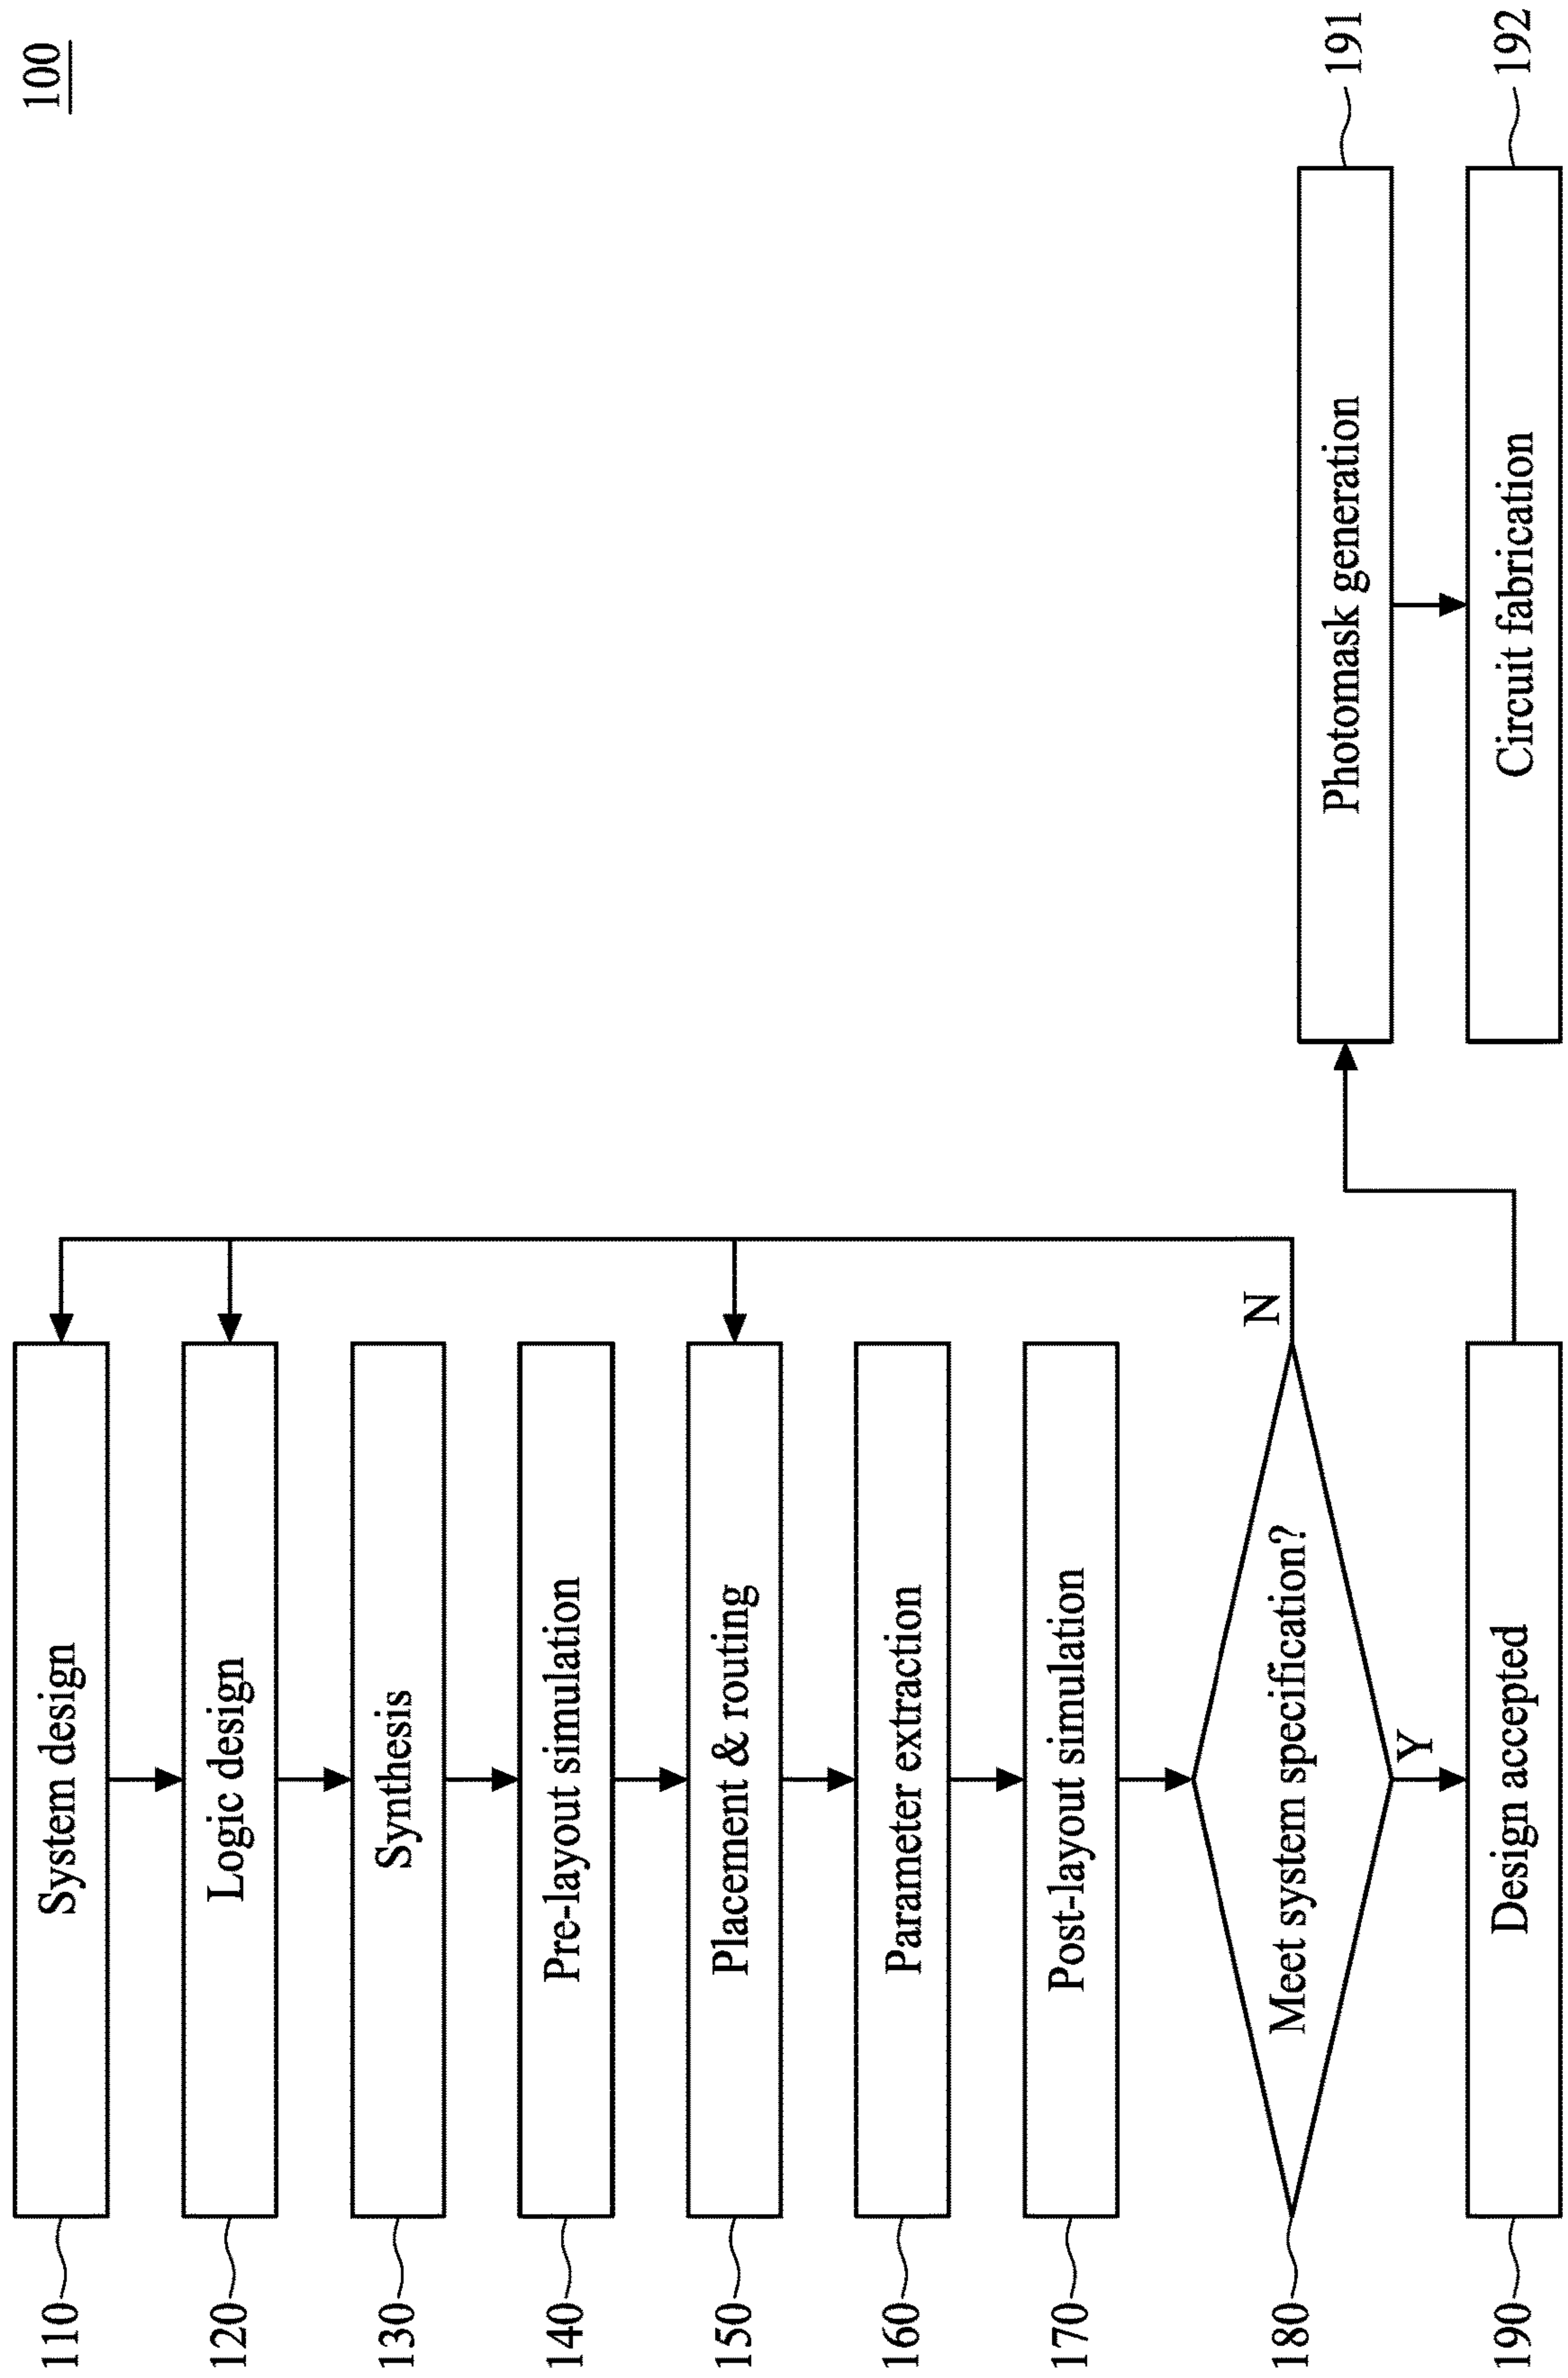 100
110
System design
120
Logic design
130
Synthesis
140
Pre-layout simulation
150
Placement & routing
160
Parameter extraction
170
Post-layout simulation
180
Meet system specification?
N
Y
190
Design accepted
Photomask generation
191
Circuit fabrication
192